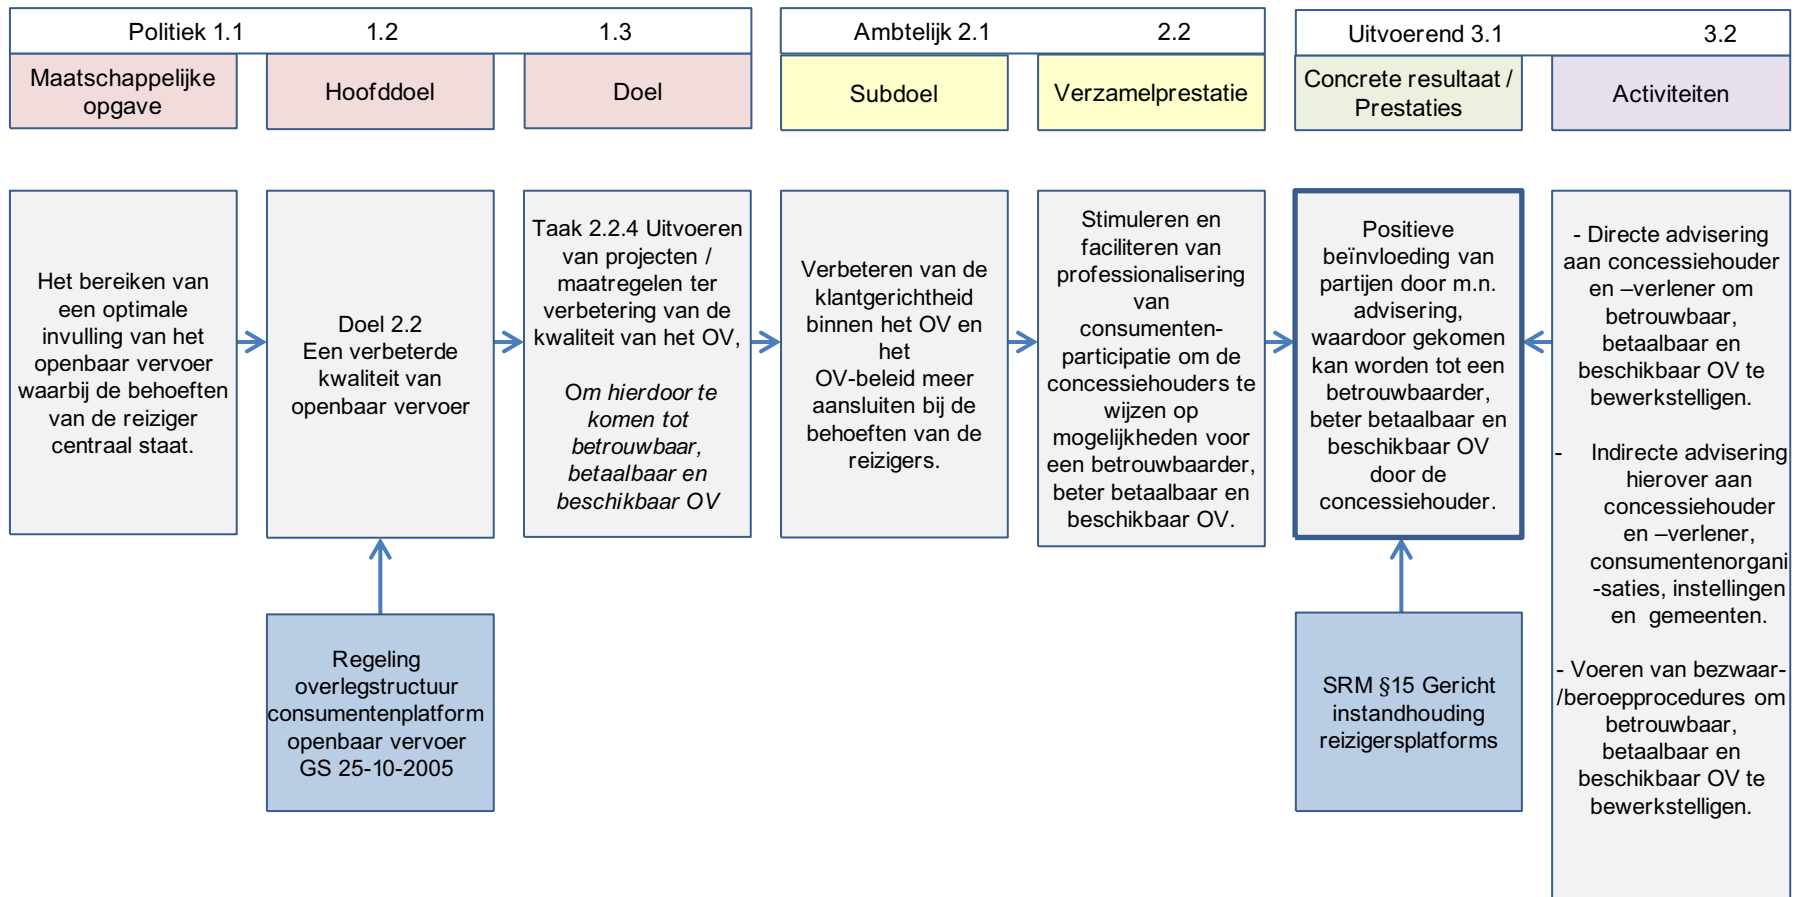 Politiek 1.1 1.2 1.3
Ambtelijk 2.1 2.2
Uitvoerend 3.1 3.2
Maatschappelijke
opgave
Hoofddoel
Doel
Subdoel
Verzamelprestatie
Concrete resultaat /
Prestaties
Activiteiten
Het bereiken van
een optimale
invulling van het
openbaar vervoer
waarbij de behoeften
van de reiziger
centraal staat.
Doel 2.2
Een verbeterde
kwaliteit van
openbaar vervoer
Taak 2.2.4 Uitvoeren
van projecten /
maatregelen ter
verbetering van de
kwaliteit van het OV,
Om hierdoor te
komen tot
betrouwbaar,
betaalbaar en
beschikbaar OV
Verbeteren van de
klantgerichtheid
binnen het OV en
het
OV-beleid meer
aansluiten bij de
behoeften van de
reizigers.
Stimuleren en
faciliteren van
professionalisering
van
consumenten-
participatie om de
concessiehouders te
wijzen op
mogelijkheden voor
een betrouwbaarder,
beter betaalbaar en
beschikbaar OV.
Positieve
beïnvloeding van
partijen door m.n.
advisering,
waardoor gekomen
kan worden tot een
betrouwbaarder,
beter betaalbaar en
beschikbaar OV
door de
concessiehouder.
- Directe advisering
aan concessiehouder
en –verlener om
betrouwbaar,
betaalbaar en
beschikbaar OV te
bewerkstelligen.
- Indirecte advisering
hierover aan
concessiehouder
en –verlener,
consumentenorgani
-saties, instellingen
en gemeenten.
- Voeren van bezwaar-
/beroepprocedures om
betrouwbaar,
betaalbaar en
beschikbaar OV te
bewerkstelligen.
Regeling
overlegstructuur
consumentenplatform
openbaar vervoer
GS 25-10-2005
SRM §15 Gericht
instandhouding
reizigersplatforms